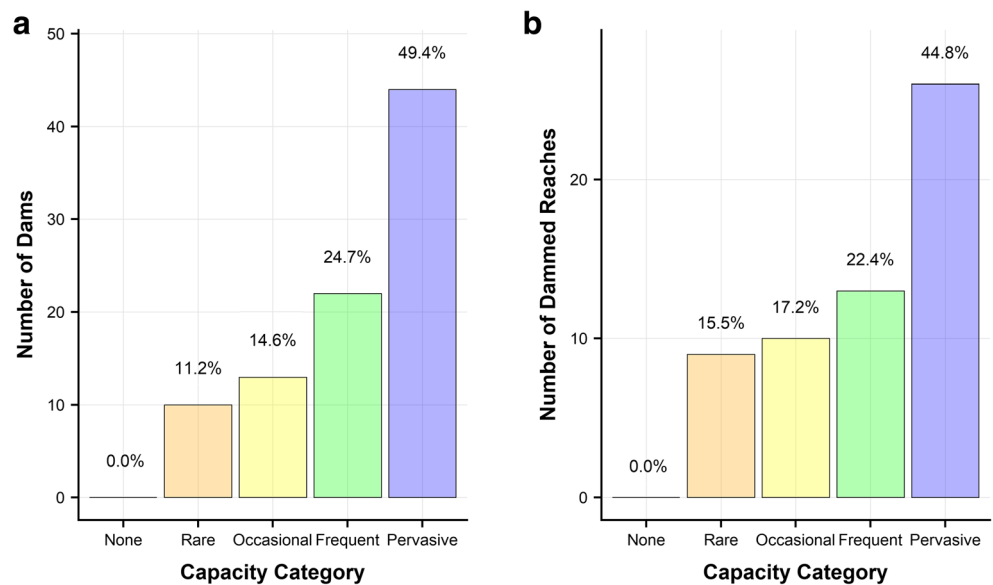 a
50
40
30
20
10
0
Number of Dams
0.0%
11.2%
14.6%
24.7%
49.4%
None Rare Occasional Frequent Pervasive
Capacity Category
b
20
10
0
Number of Dammed Reaches
0.0%
15.5%
17.2%
22.4%
44.8%
None Rare Occasional Frequent Pervasive
Capacity Category